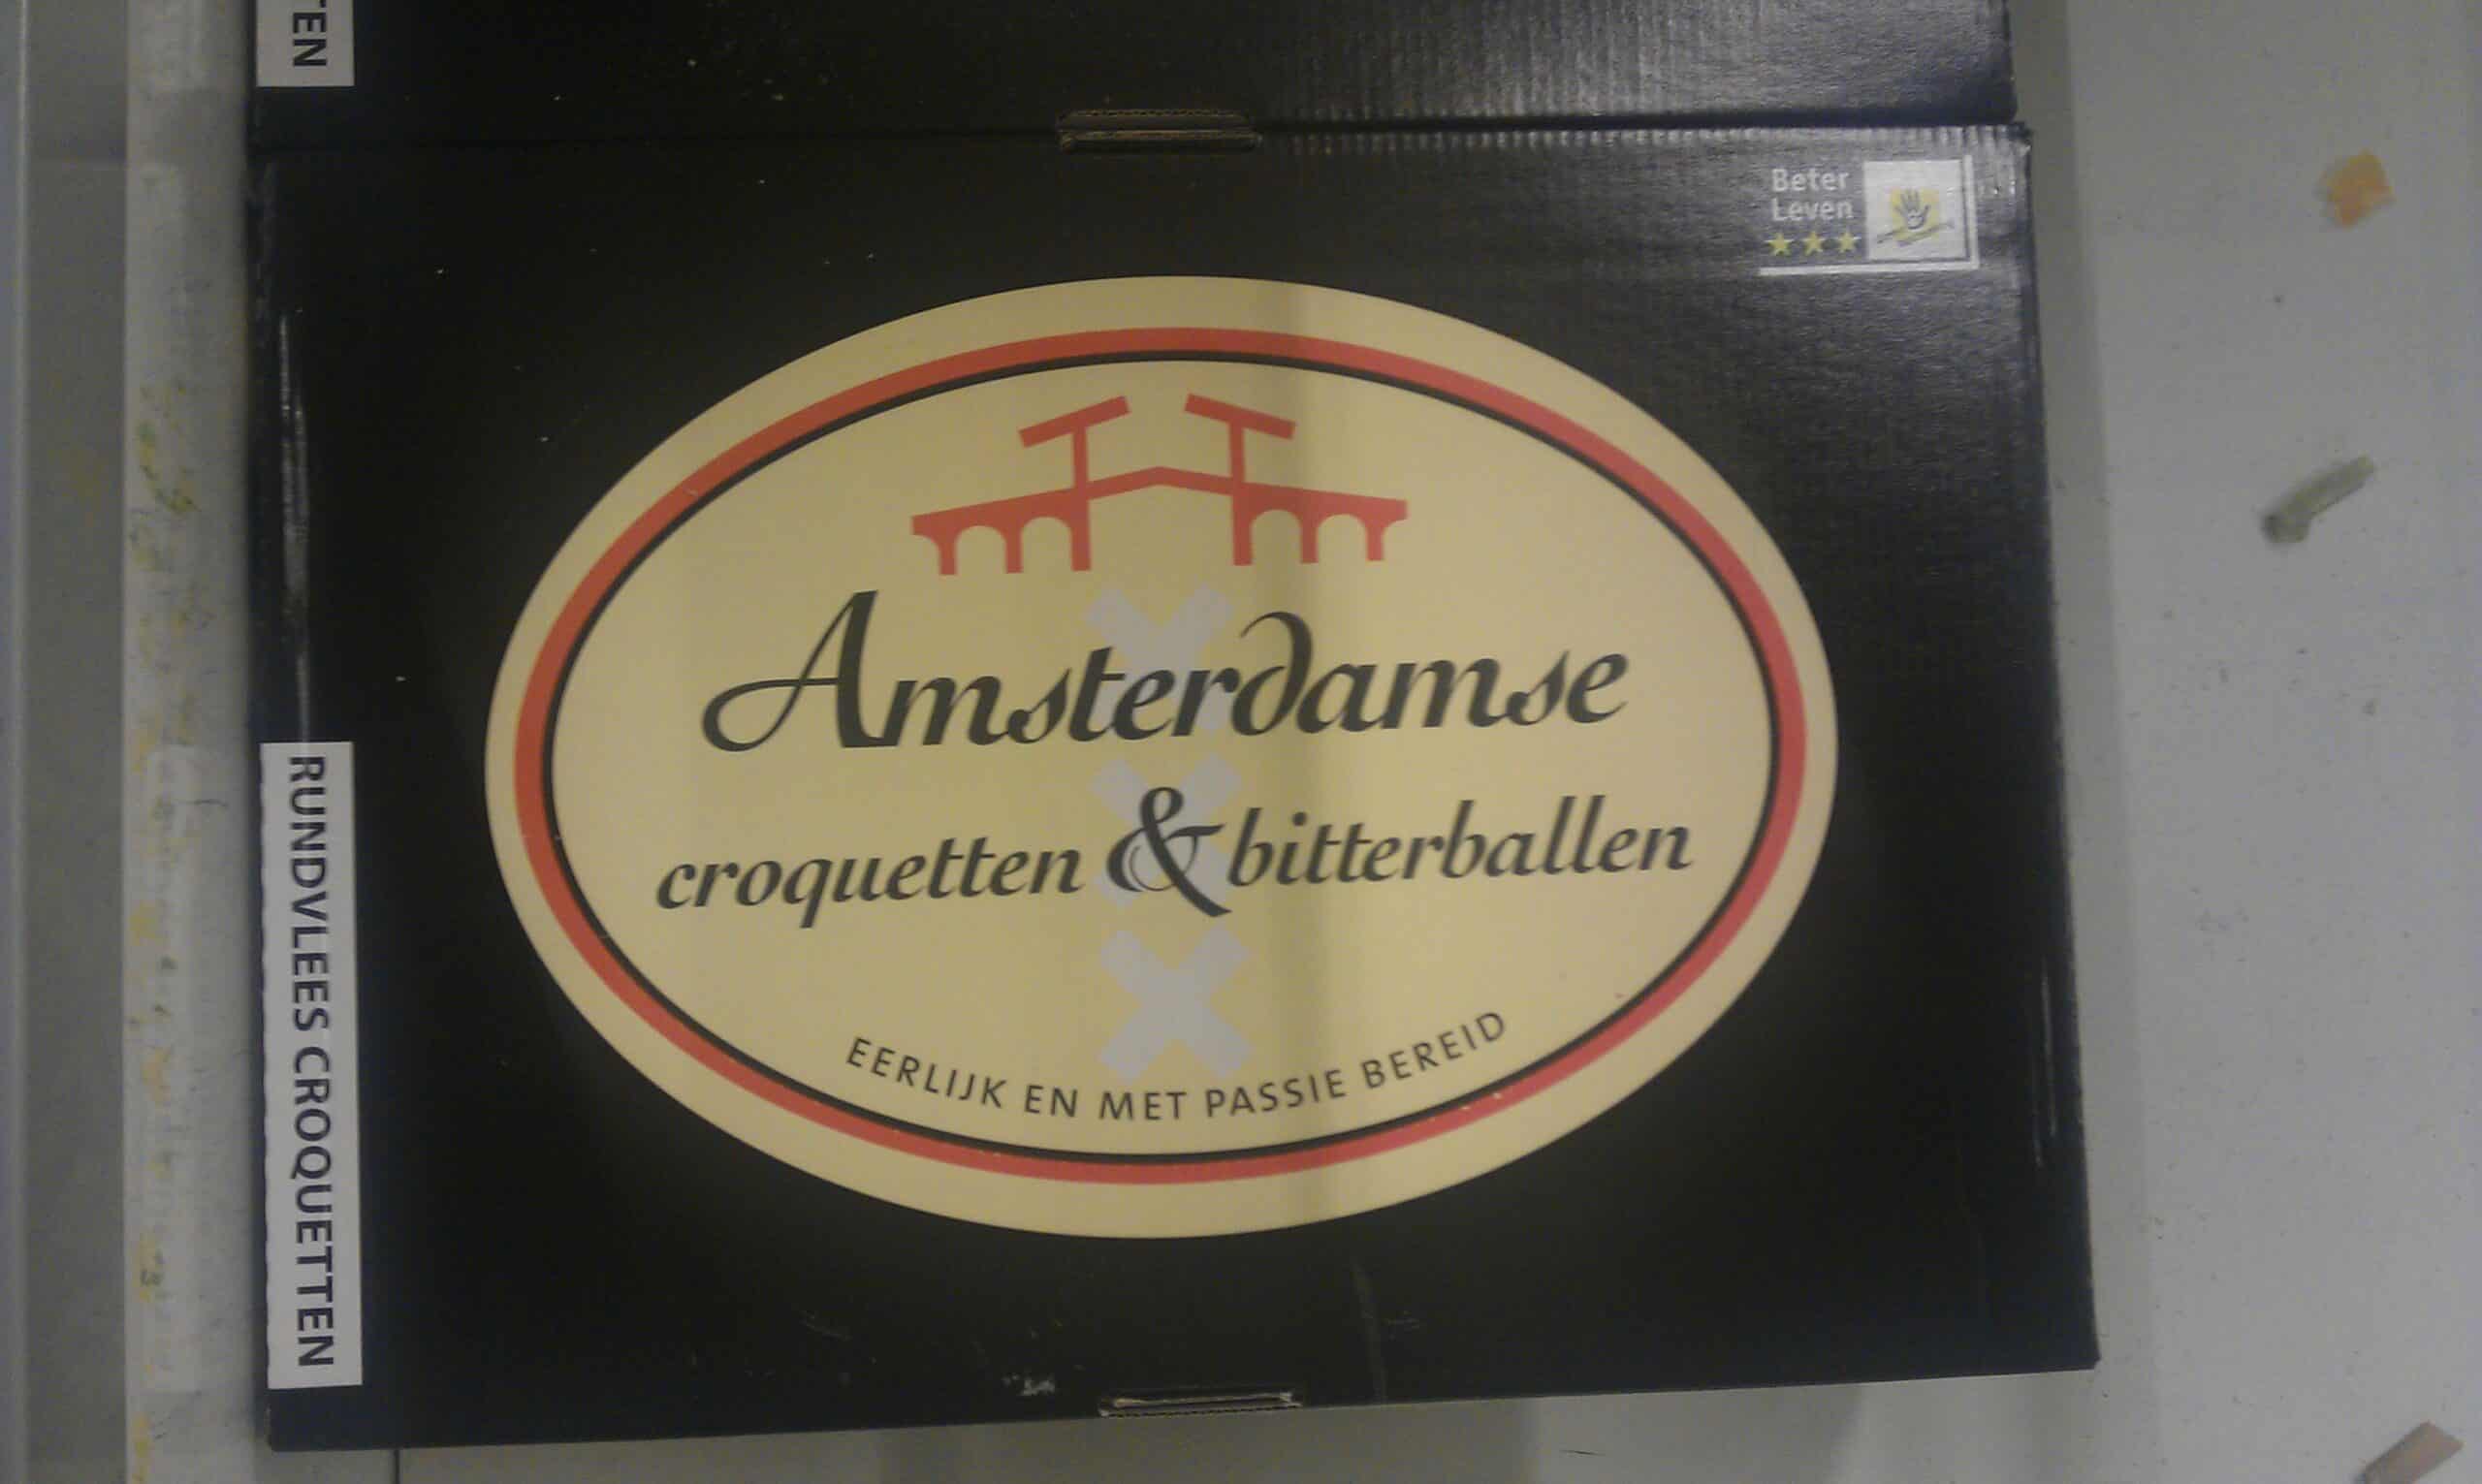 TEN
Beter
Leven
Amsterdamse
croquetten & bitterballen
EERLIJK EN MET PASSIE BEREID
RUNDVLEES CROQUETTEN